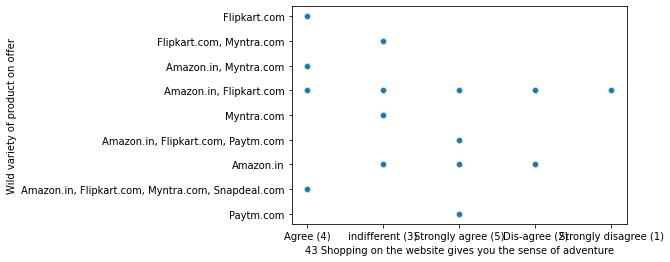 Wild variety of product on offer
Flipkart.com
Flipkart.com, Myntra.com
Amazon.in, Myntra.com
Amazon.in, Flipkart.com
Myntra.com
Amazon.in, Flipkart.com, Paytm.com
Amazon.in
Amazon.in, Flipkart.com, Myntra.com, Snapdeal.com
Paytm.com
Agree (4) indifferent (3) Strongly agree (5) Dis-agree (2) Strongly disagree (1)
43 Shopping on the website gives you the sense of adventure